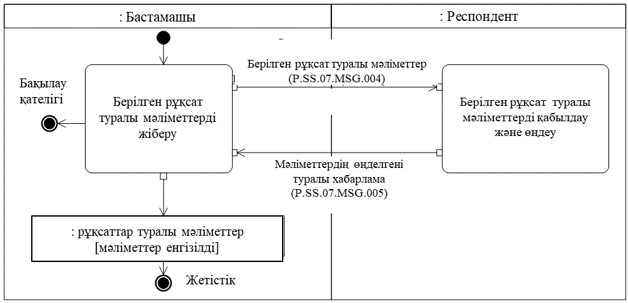 : Бастамашы
: Респондент
Берілген рұқсат туралы мәліметтер
(P.SS.07.MSG.004)
Бақылау
қателігі
Берілген рұқсат
туралы мәліметтерді
жіберу
Берілген рұқсат туралы
мәліметтерді қабылдау
және өңдеу
Мәліметтердің өңделгені
туралы хабарлама
(P.SS.07.MSG.005)
: рұқсаттар туралы мәліметтер
[мәліметтер енгізілді]
Жетістік